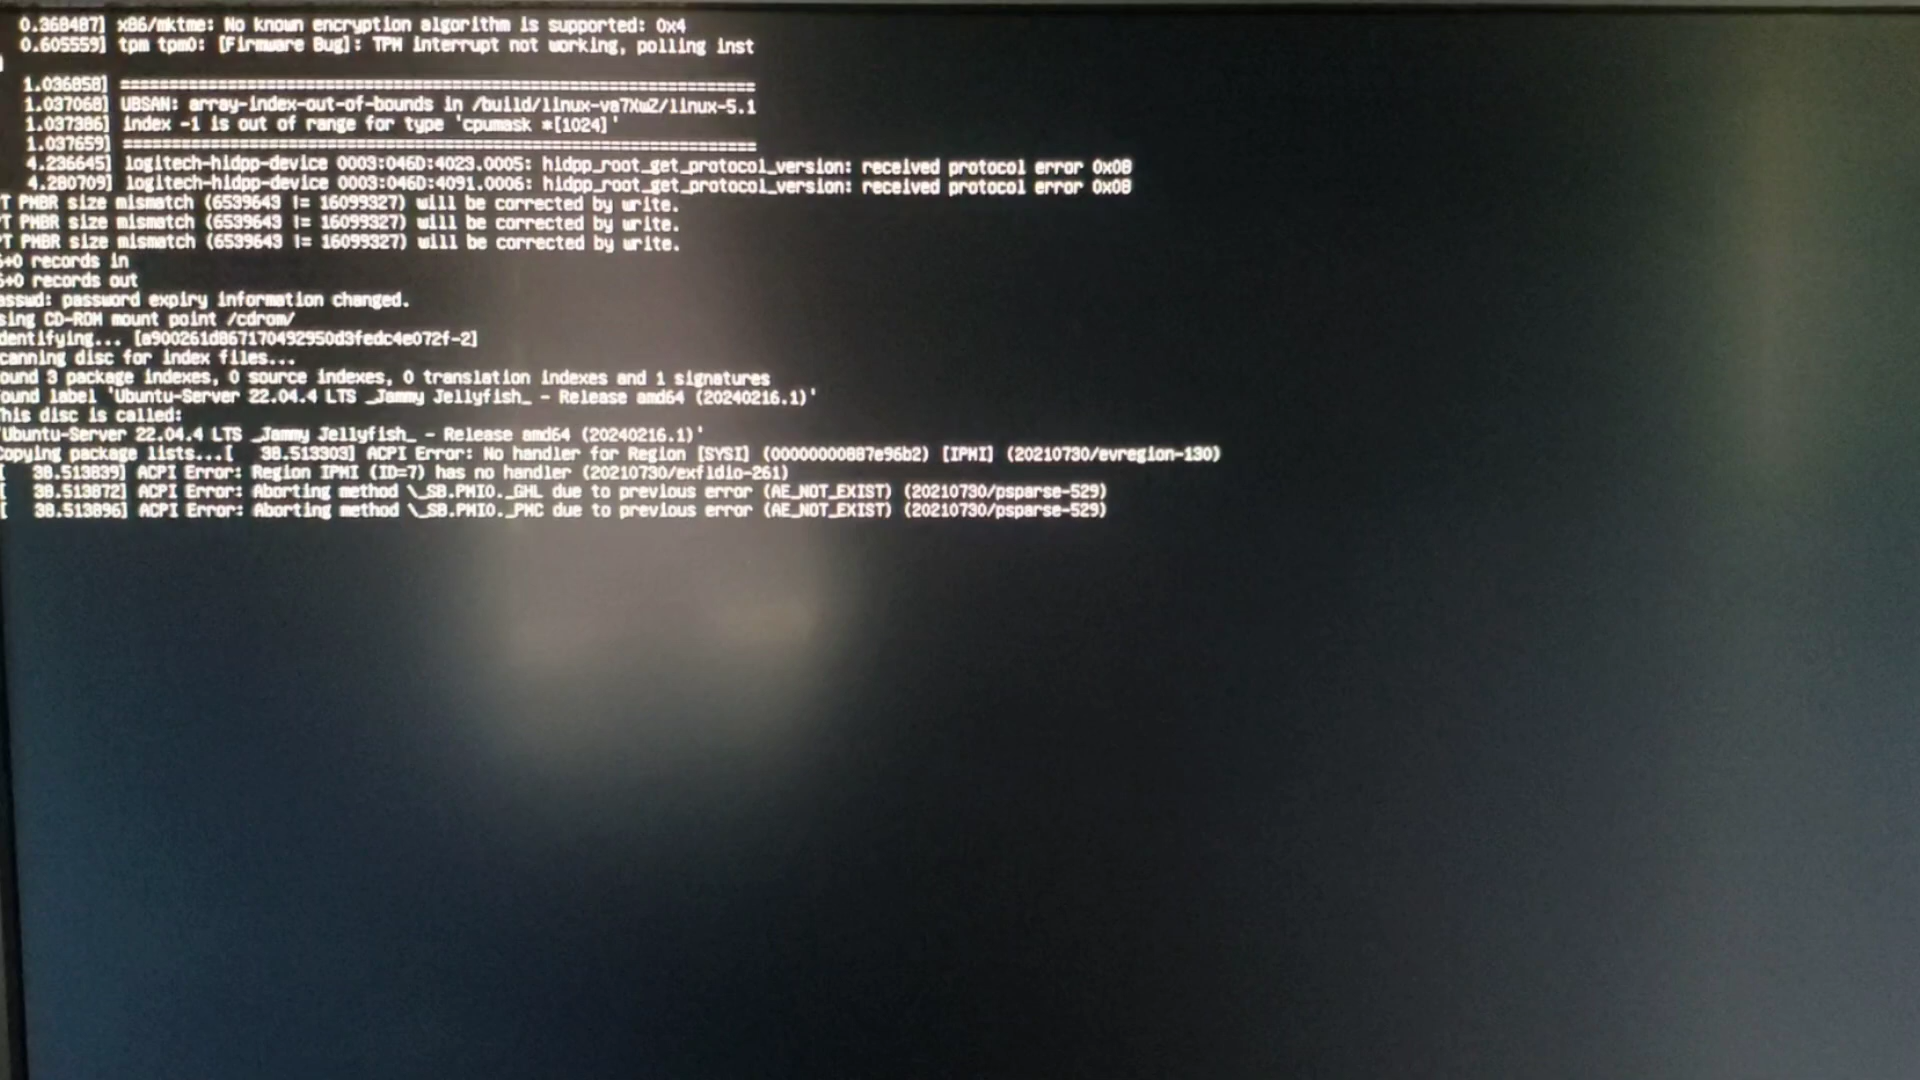 0.368487] x86/mktme: No known encryption algorithm is supported: 0x4
0.605559] tpm tpm0: [Firmware Bug]: TPM interrupt not working, polling inst
]
1.036858] ================================================================
1.037068] UBSAN: array-index-out-of-bounds in /build/linux-va7XwZ/linux-5.1
1.037386] index -1 is out of range for type 'cpumask *[1024]'
1.037659] ================================================================
4.236645] logitech-hidpp-device 0003:046D:4023.0005: hidpp_root_get_protocol_version: received protocol error 0x08
4.280709] logitech-hidpp-device 0003:046D:4091.0006: hidpp_root_get_protocol_version: received protocol error 0x08
T PMBR size mismatch (6539643 != 16099327) will be corrected by write.
T PMBR size mismatch (6539643 != 16099327) will be corrected by write.
T PMBR size mismatch (6539643 != 16099327) will be corrected by write.
+0 records in
+0 records out
asswd: password expiry information changed.
sing CD-ROM mount point /cdrom/
dentifying... [a900261d867170492950d3fedc4e072f-2]
canning disc for index files...
ound 3 package indexes, 0 source indexes, 0 translation indexes and 1 signatures
ound label 'Ubuntu-Server 22.04.4 LTS _Jammy Jellyfish_ - Release amd64 (20240216.1)'
his disc is called:
'Ubuntu-Server 22.04.4 LTS _Jammy Jellyfish_ - Release amd64 (20240216.1)'
opying package lists...[   38.513303] ACPI Error: No handler for Region [SYSI] (00000000887e96b2) [IPMI] (20210730/evregion-130)
[   38.513839] ACPI Error: Region IPMI (ID=7) has no handler (20210730/exfldio-261)
[   38.513872] ACPI Error: Aborting method \_SB.PMI0._GHL due to previous error (AE_NOT_EXIST) (20210730/psparse-529)
[   38.513896] ACPI Error: Aborting method \_SB.PMI0._PMC due to previous error (AE_NOT_EXIST) (20210730/psparse-529)